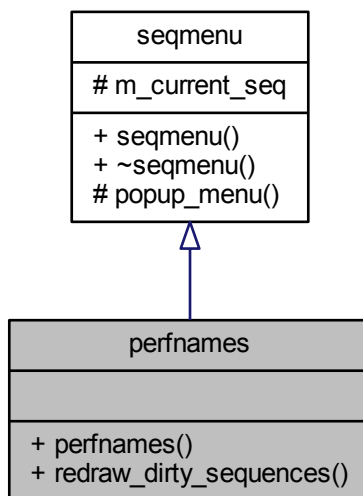 seqmenu
# m_current_seq
+ seqmenu()
+ ~seqmenu()
# popup_menu()
perfnames
+ perfnames()
+ redraw_dirty_sequences()